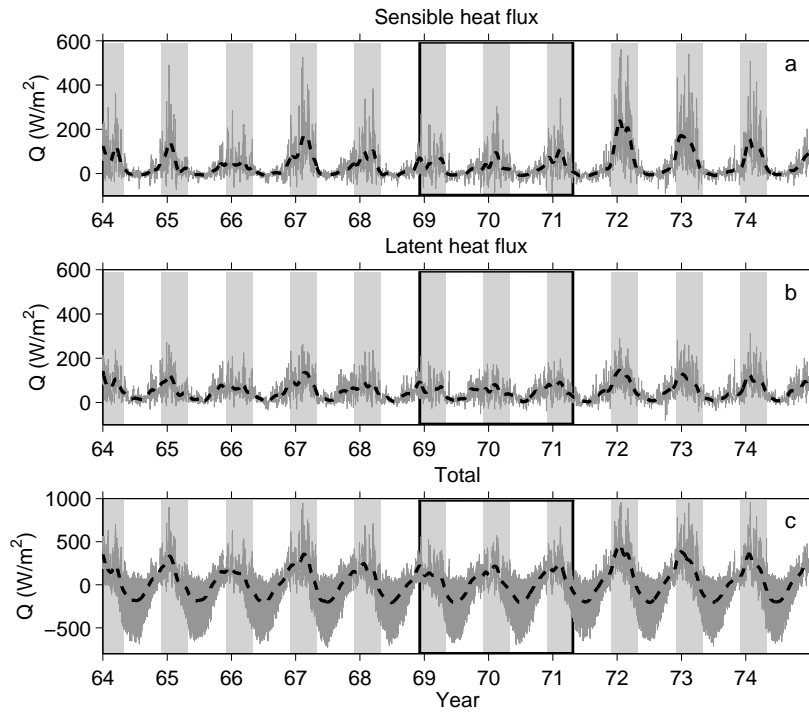 Sensible heat flux
600
400
200
0
Q (W/m²)
a
64 65 66 67 68 69 70 71 72 73 74
Latent heat flux
600
400
200
0
Q (W/m²)
b
64 65 66 67 68 69 70 71 72 73 74
Total
1000
500
0
−500
Q (W/m²)
c
64 65 66 67 68 69 70 71 72 73 74
Year